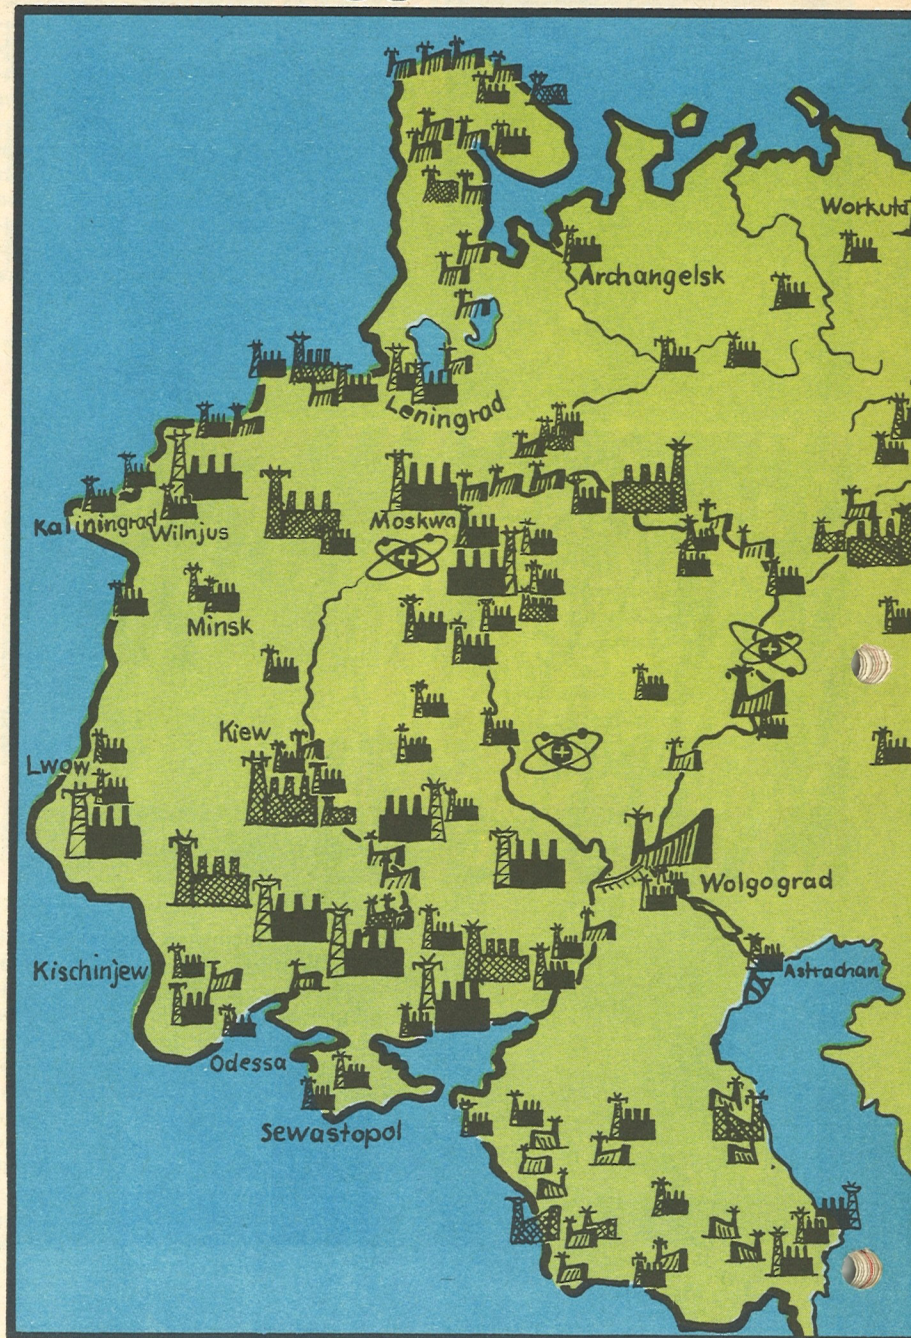 Workuta
Archangelsk
Leningrad
Kaliningrad
Wilnjus
Moskwa
Minsk
Kiew
Lwow
Wolgograd
Kischinjew
Astrachan
Odessa
Sewastopol